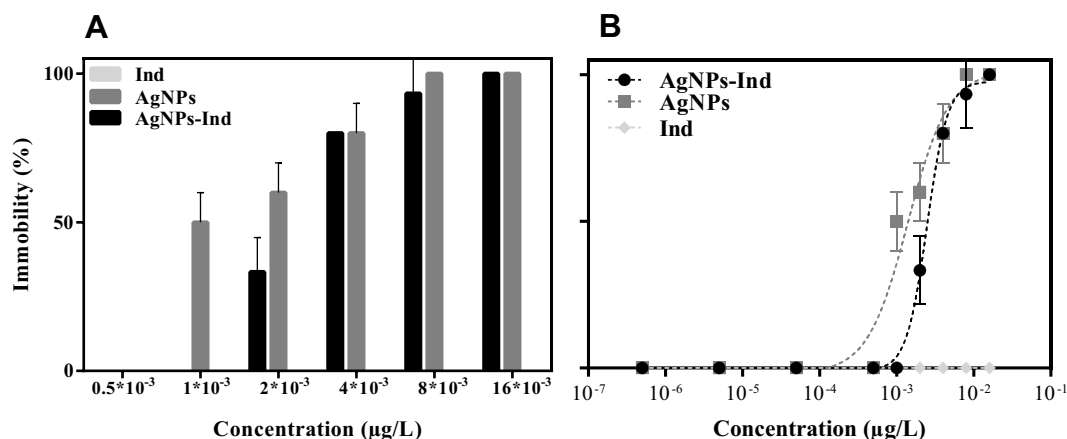 A
Ind
AgNPs
AgNPs-Ind
100
50
0
Immobility (%)
0.5*10-3 1*10-3 2*10-3 4*10-3 8*10-3 16*10-3
Concentration (µg/L)
B
AgNPs-Ind
AgNPs
Ind
10-7 10-6 10-5 10-4 10-3 10-2 10-1
Concentration (µg/L)